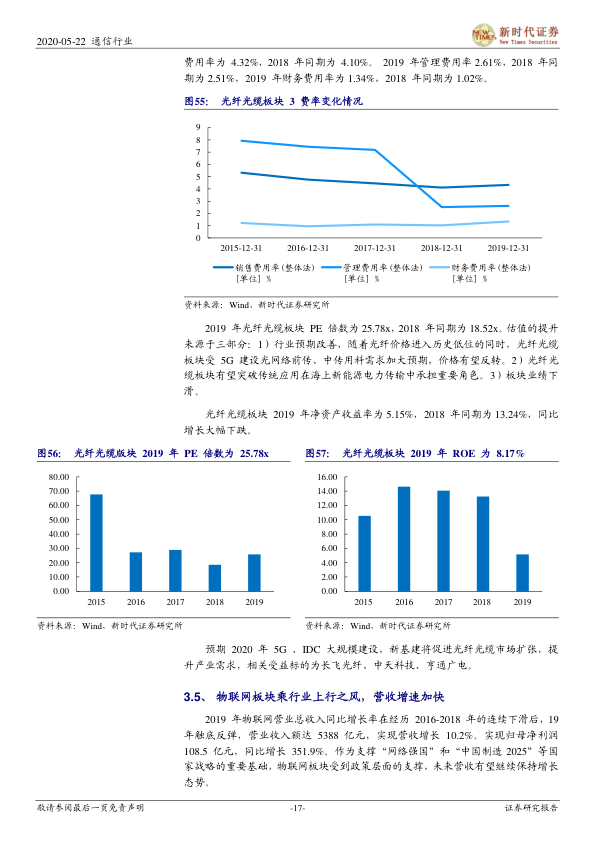 2020-05-22 通信行业
新时代证券
New Times Securities
费用率为 4.32%，2018 年同期为 4.10%。 2019 年管理费用率 2.61%，2018 年同
期为 2.51%，2019 年财务费用率为 1.34%，2018 年同期为 1.02%。
图55： 光纤光缆板块 3 费率变化情况
9
8
7
6
5
4
3
2
1
0
2015-12-31 2016-12-31 2017-12-31 2018-12-31 2019-12-31
销售费用率(整体法) 管理费用率(整体法) 财务费用率(整体法)
[单位] % [单位] % [单位] %
资料来源：Wind、新时代证券研究所
2019 年光纤光缆板块 PE 倍数为 25.78x，2018 年同期为 18.52x。估值的提升
来源于三部分：1）行业预期改善，随着光纤价格进入历史低位的同时，光纤光缆
板块受 5G 建设光网络前传、中传用料需求加大预期，价格有望反转。2）光纤光
缆板块有望突破传统应用在海上新能源电力传输中承担重要角色。3）板块业绩下
滑。
光纤光缆板块 2019 年净资产收益率为 5.15%，2018 年同期为 13.24%，同比
增长大幅下跌。
图56： 光纤光缆版块 2019 年 PE 倍数为 25.78x
80.00
70.00
60.00
50.00
40.00
30.00
20.00
10.00
0.00
2015 2016 2017 2018 2019
资料来源：Wind、新时代证券研究所
图57： 光纤光缆板块 2019 年 ROE 为 8.17%
16.00
14.00
12.00
10.00
8.00
6.00
4.00
2.00
0.00
2015 2016 2017 2018 2019
资料来源：Wind、新时代证券研究所
预期 2020 年 5G 、IDC 大规模建设，新基建将促进光纤光缆市场扩张，提
升产业需求，相关受益标的为长飞光纤、中天科技、亨通广电。
3.5、 物联网板块乘行业上行之风，营收增速加快
2019 年物联网营业总收入同比增长率在经历 2016-2018 年的连续下滑后，19
年触底反弹，营业收入额达 5388 亿元，实现营收增长 10.2%。实现归母净利润
108.5 亿元，同比增长 351.9%。作为支撑“网络强国”和“中国制造 2025”等国
家战略的重要基础，物联网板块受到政策层面的支撑，未来营收有望继续保持增长
态势。
敬请参阅最后一页免责声明 -17- 证券研究报告